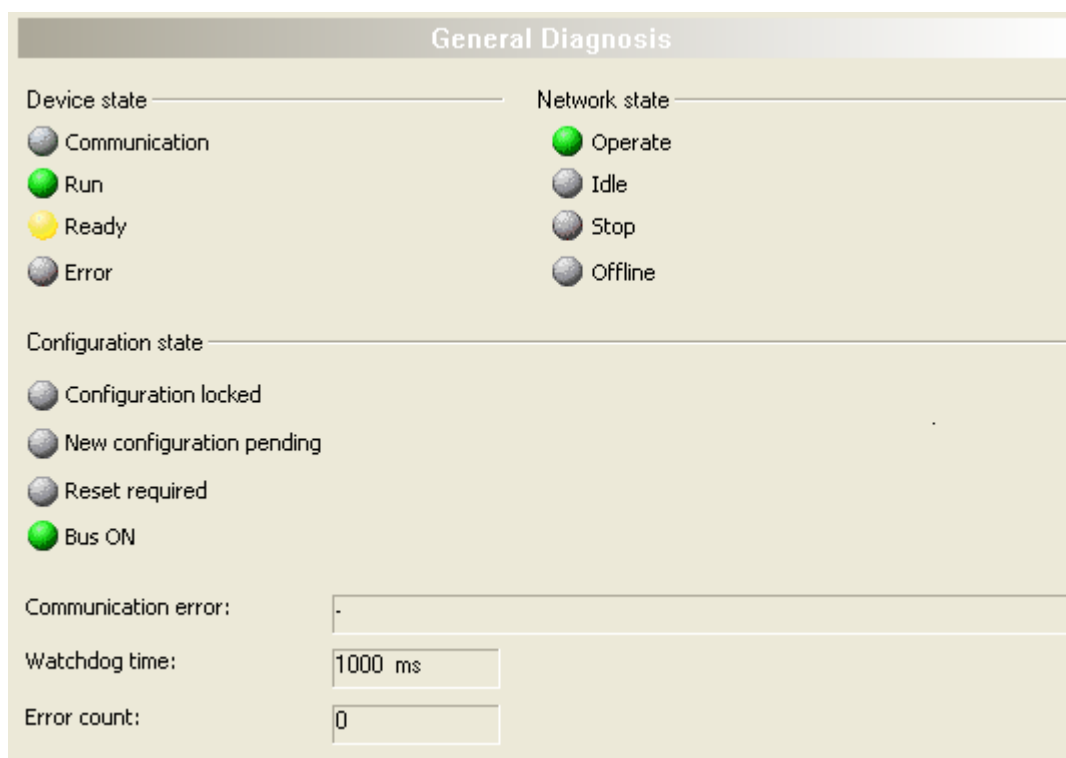 General Diagnosis
Device state
Network state
Communication
Operate
Run
Idle
Ready
Stop
Error
Offline
Configuration state
Configuration locked
New configuration pending
Reset required
Bus ON
Communication error: -
Watchdog time: 1000 ms
Error count: 0